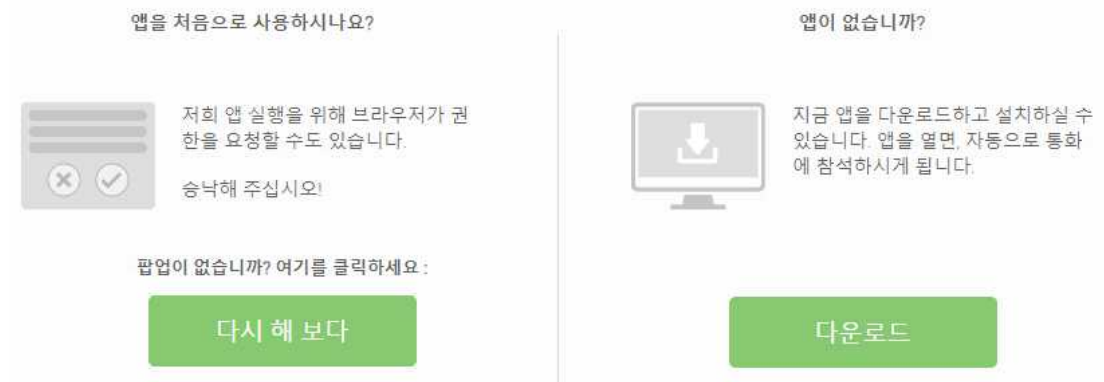 앱을 처음으로 사용하시나요?
저희 앱 실행을 위해 브라우저가 권
한을 요청할 수도 있습니다.
승낙해 주십시오!
팝업이 없습니까? 여기를 클릭하세요 :
다시 해 보다
앱이 없습니까?
지금 앱을 다운로드하고 설치하실 수
있습니다. 앱을 열면, 자동으로 통화
에 참석하시게 됩니다.
다운로드